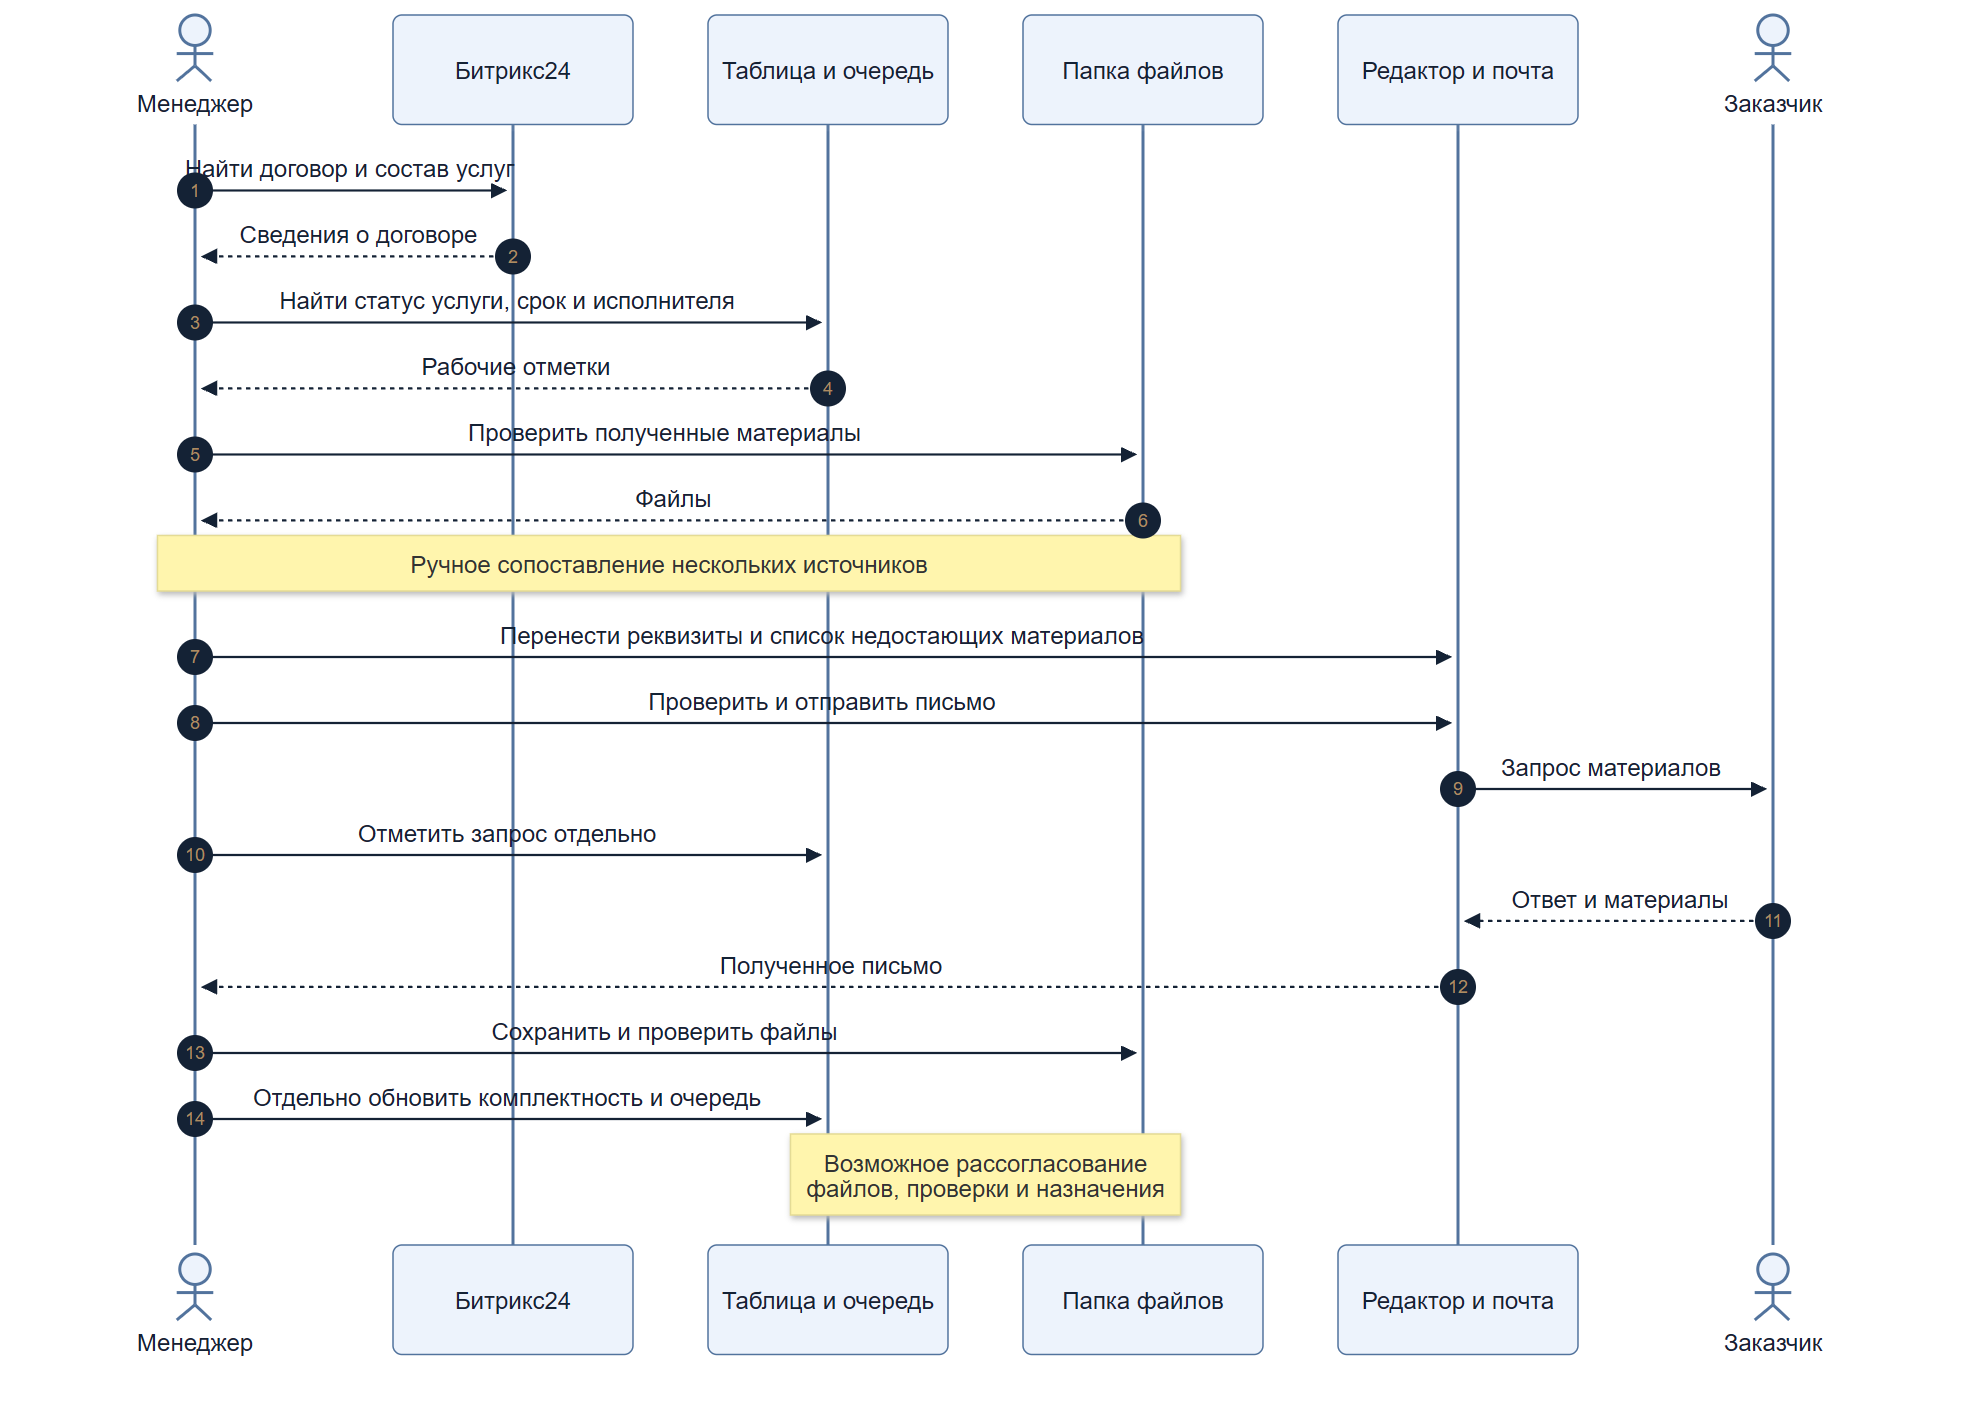 Менеджер
Битрикс24
Таблица и очередь
Папка файлов
Редактор и почта
Заказчик
Найти договор и состав услуг
1
Сведения о договоре
2
Найти статус услуги, срок и исполнителя
3
Рабочие отметки
4
Проверить полученные материалы
5
Файлы
6
Ручное сопоставление нескольких источников
Перенести реквизиты и список недостающих материалов
7
Проверить и отправить письмо
8
Запрос материалов
9
Отметить запрос отдельно
10
Ответ и материалы
11
Полученное письмо
12
Сохранить и проверить файлы
13
Отдельно обновить комплектность и очередь
14
Возможное рассогласование
файлов, проверки и назначения
Менеджер
Битрикс24
Таблица и очередь
Папка файлов
Редактор и почта
Заказчик